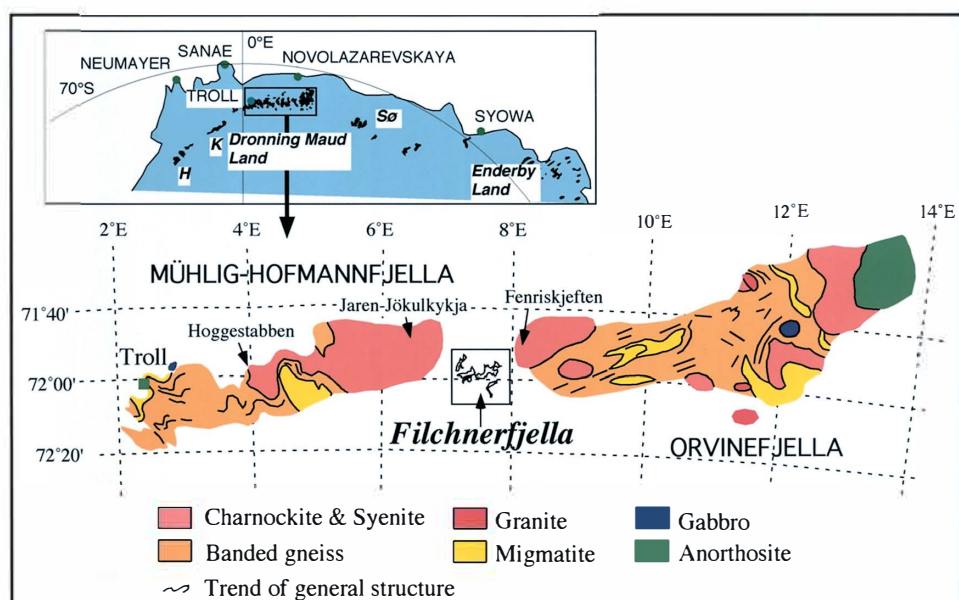 0°E
SANAE
NOVOLAZAREVSKAYA
NEUMAYER
70°S
TROLL
Sø
SYOWA
K
Dronning Maud
Land
H
Enderby
Land
2°E
4°E
6°E
8°E
10°E
12°E
14°E
MÜHLIG-HOFMANNFJELLA
Jaren-Jökulkykja
Fenriskjeften
71°40'
Hoggestabben
Troll
72°00'
Filchnerfjella
72°20'
ORVINEFJELLA
Charnockite & Syenite
Granite
Gabbro
Banded gneiss
Migmatite
Anorthosite
Trend of general structure